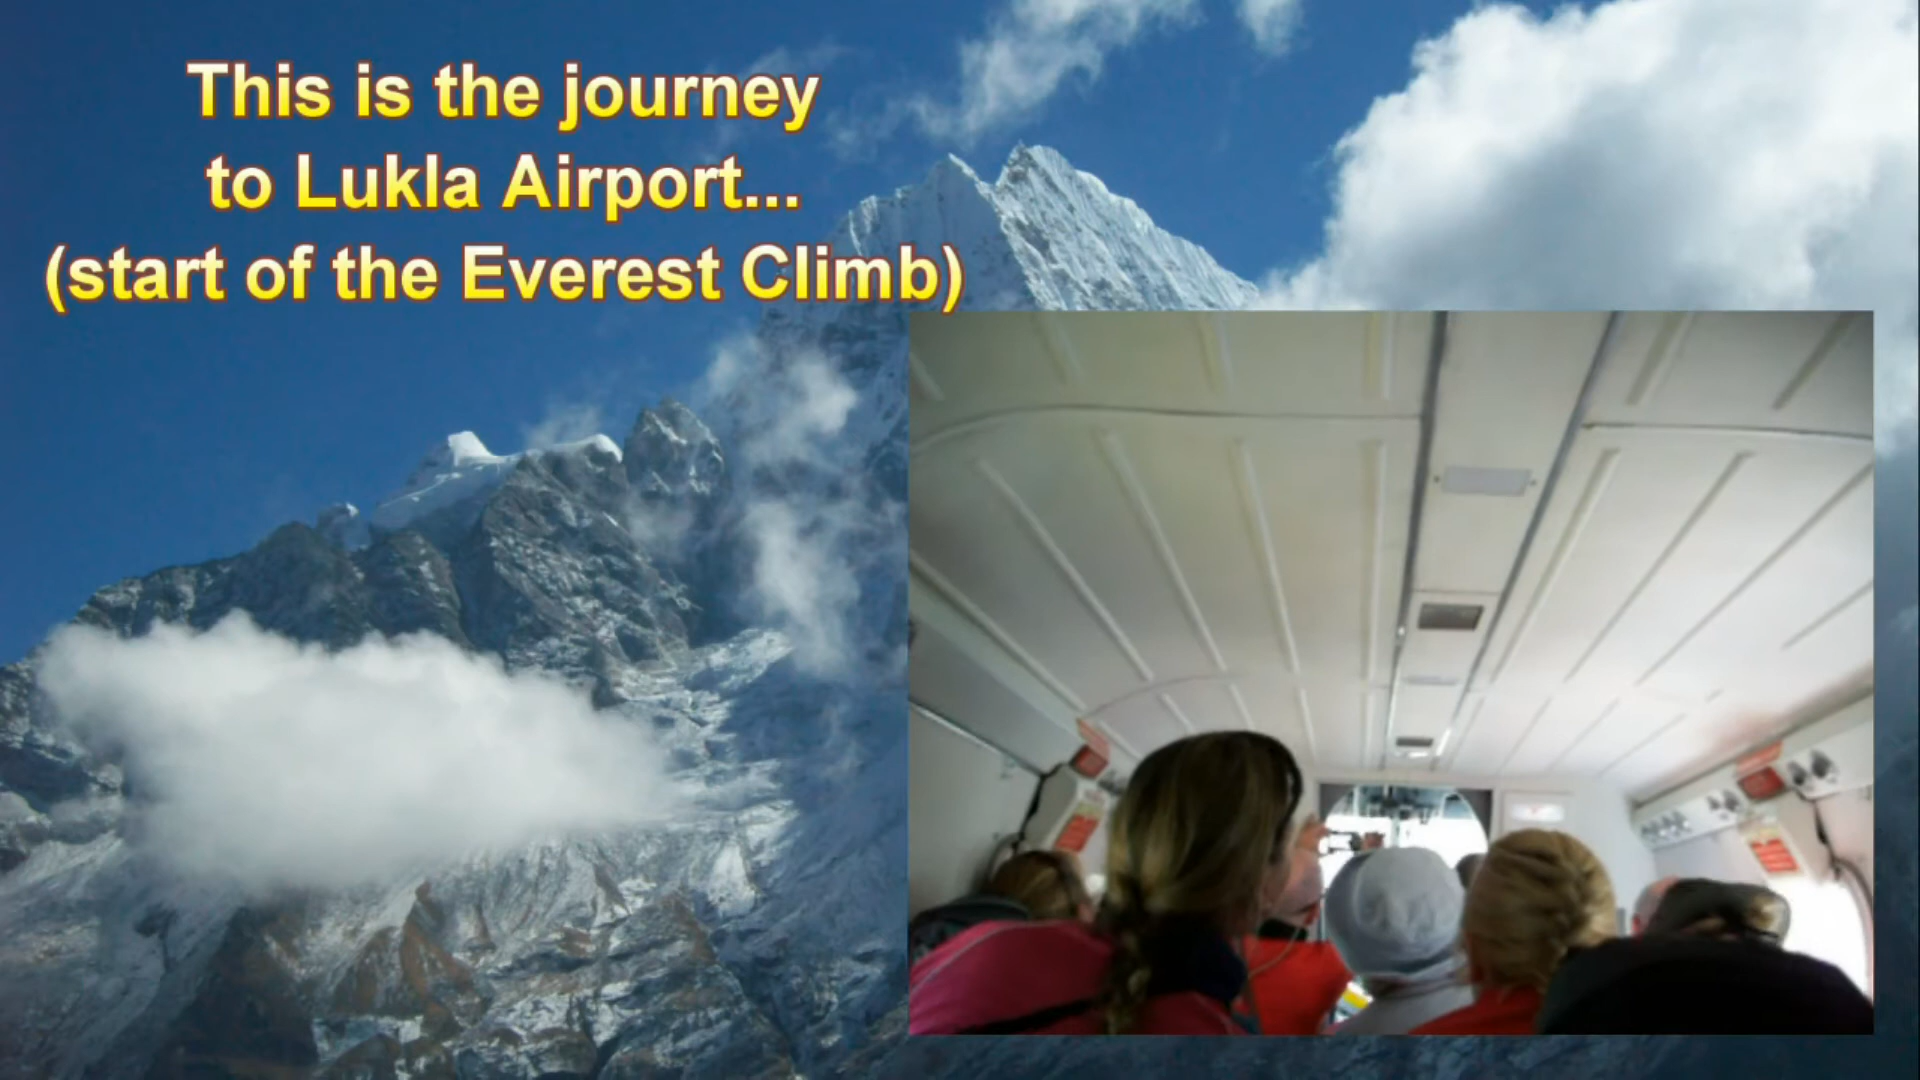 This is the journey
to Lukla Airport...
(start of the Everest Climb)